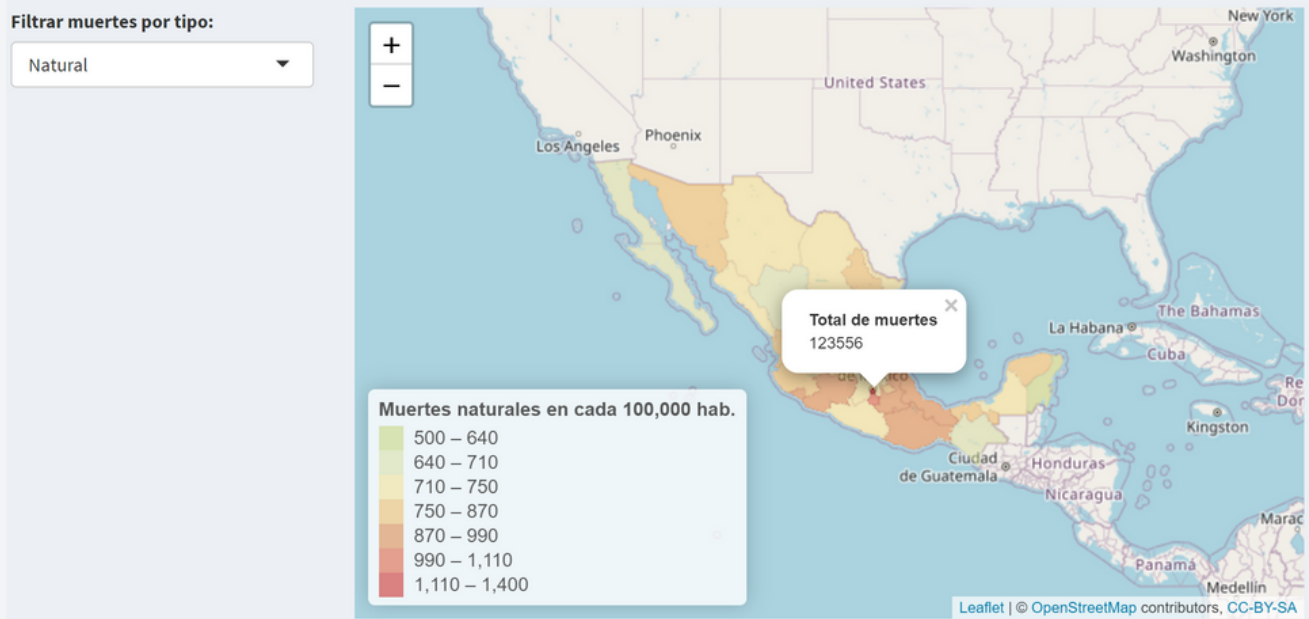 Filtrar muertes por tipo:
Natural
+
−
New York
Washington
United States
Phoenix
Los Angeles
Total de muertes
×
123556
The Bahamas
La Habana
Cuba
Kingston
Muertes naturales en cada 100,000 hab.
500 – 640
640 – 710
710 – 750
750 – 870
870 – 990
990 – 1,110
1,110 – 1,400
Ciudad
de Guatemala
Honduras
Nicaragua
Marac
Panamá
Medellín
Leaflet | © OpenStreetMap contributors, CC-BY-SA